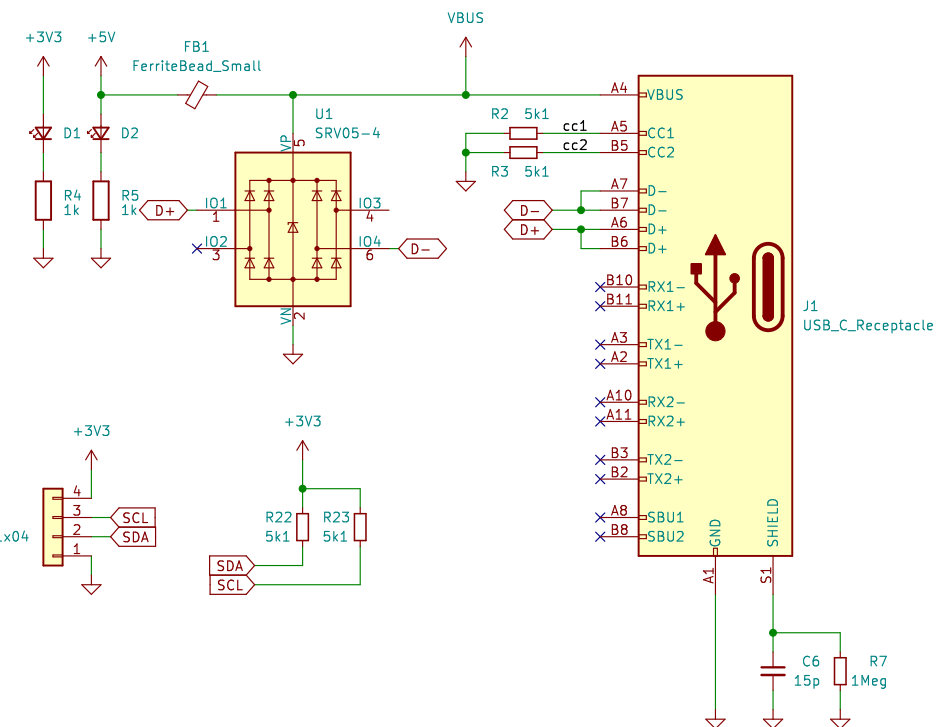 VBUS
+3V3
+5V
FB1
FerriteBead_Small
D1
D2
R4
1k
R5
1k
D+
U1
SRV05-4
VP
5
IO1
1
IO2
3
IO3
4
IO4
6
D-
VN
2
R2 5k1
cc1
cc2
R3 5k1
D-
D+
A4 VBUS
A5 CC1
B5 CC2
A7 D-
B7 D-
A6 D+
B6 D+
B10 RX1-
B11 RX1+
A3 TX1-
A2 TX1+
A10 RX2-
A11 RX2+
B3 TX2-
B2 TX2+
A8 SBU1
B8 SBU2
GND
A1
SHIELD
S1
J1
USB_C_Receptacle
C6
15p
R7
1Meg
+3V3
4
3
2
1
SCL
SDA
x04
+3V3
R22
5k1
R23
5k1
SDA
SCL